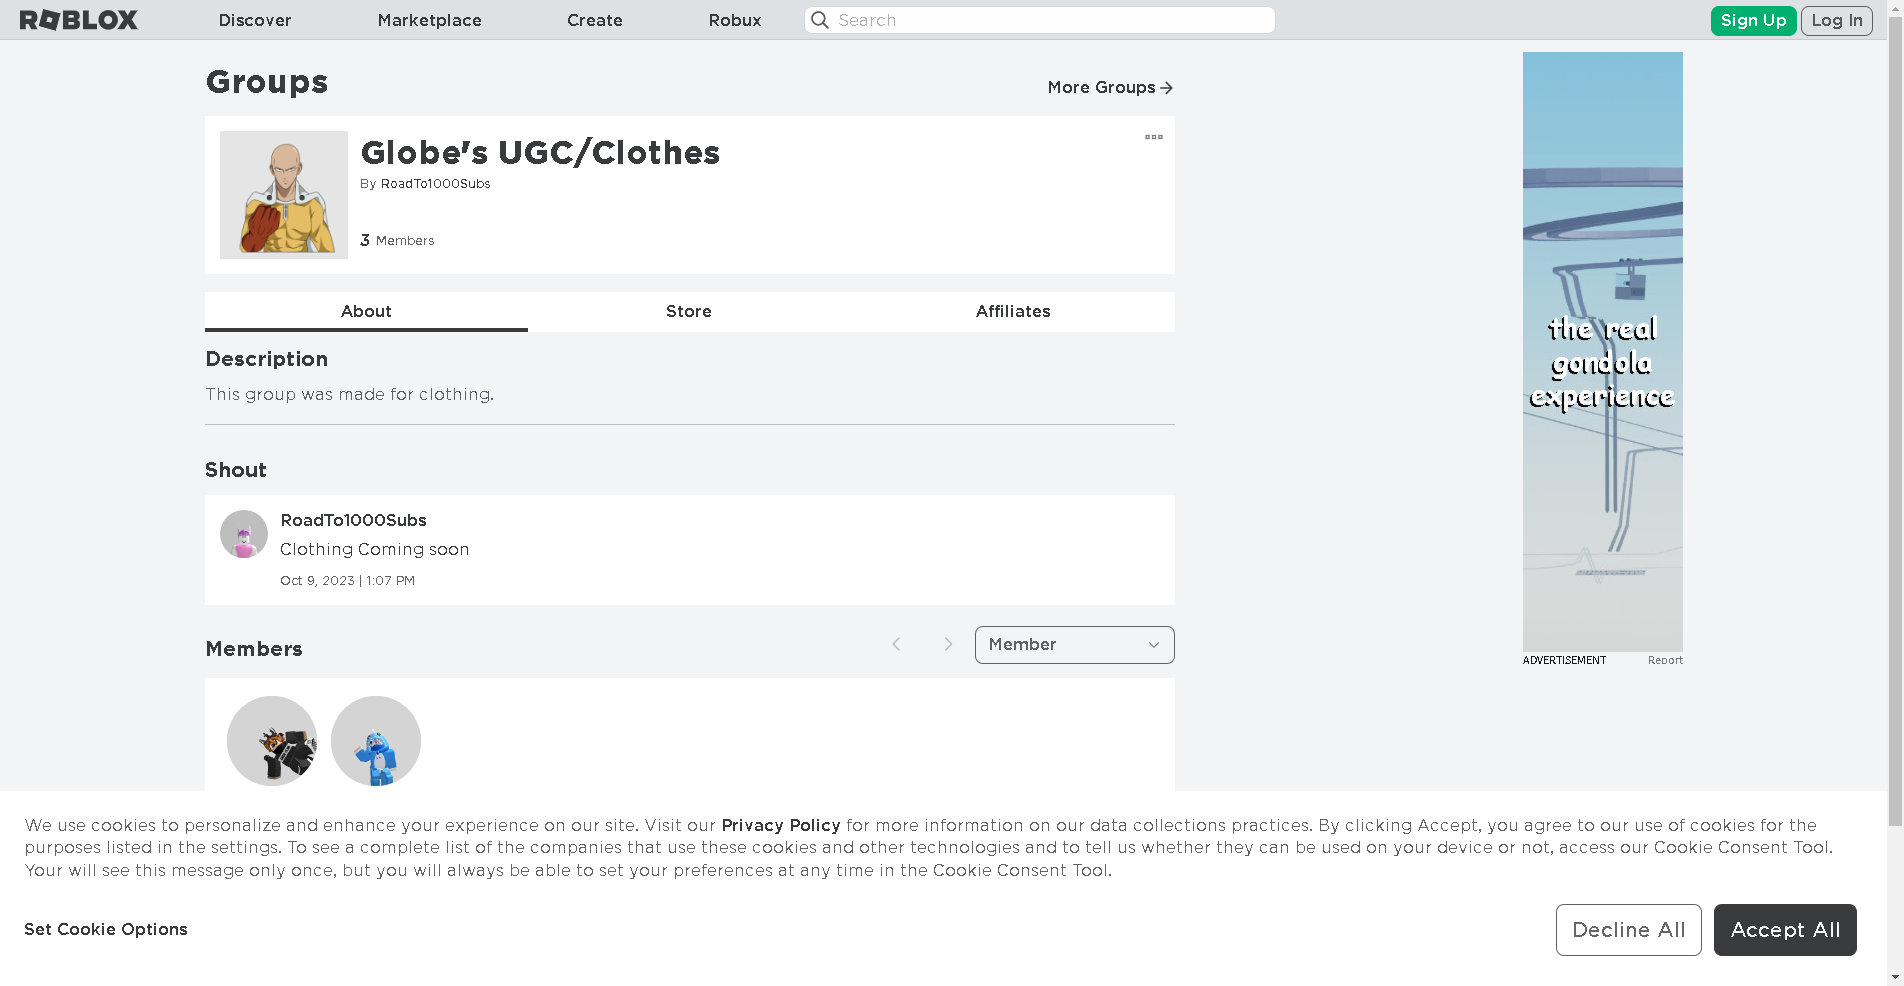 ROBLOX
Discover
Marketplace
Create
Robux
Search
Sign Up
Log In
Groups
More Groups
Globe's UGC/Clothes
By RoadTo1000Subs
3 Members
About
Store
Affiliates
Description
This group was made for clothing.
Shout
RoadTo1000Subs
Clothing Coming soon
Oct 9, 2023 | 1:07 PM
Members
Member
the real
gondola
experience
ADVERTISEMENT
Report
We use cookies to personalize and enhance your experience on our site. Visit our Privacy Policy for more information on our data collections practices. By clicking Accept, you agree to our use of cookies for the
purposes listed in the settings. To see a complete list of the companies that use these cookies and other technologies and to tell us whether they can be used on your device or not, access our Cookie Consent Tool.
Your will see this message only once, but you will always be able to set your preferences at any time in the Cookie Consent Tool.
Set Cookie Options
Decline All
Accept All